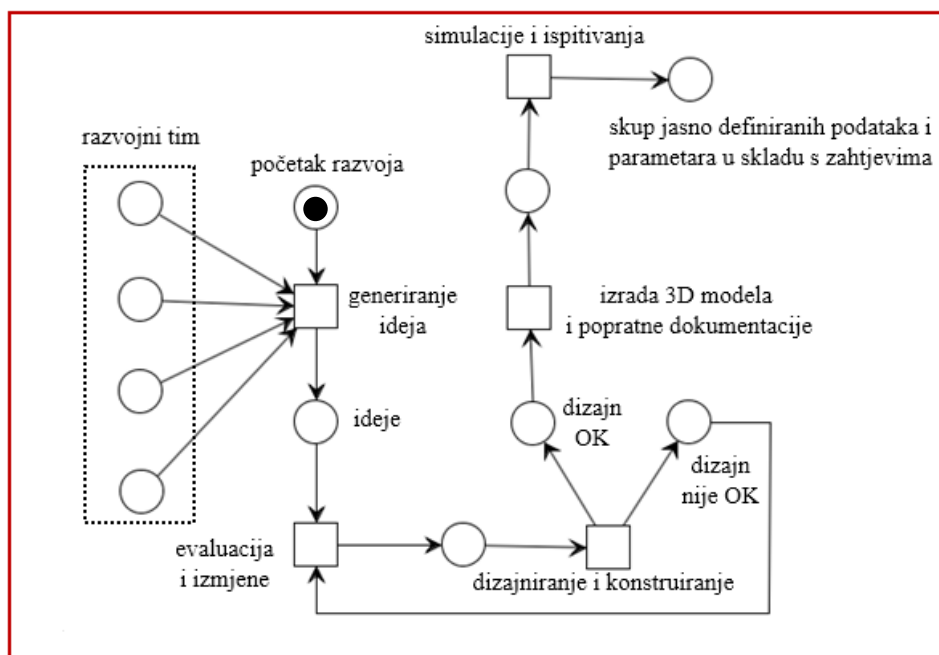 simulacije i ispitivanja
skup jasno definiranih podataka i
parametara u skladu s zahtjevima
razvojni tim
početak razvoja
generiranje
ideja
izrada 3D modela
i popratne dokumentacije
ideje
dizajn
OK
dizajn
nije OK
evaluacija
i izmjene
dizajniranje i konstruiranje